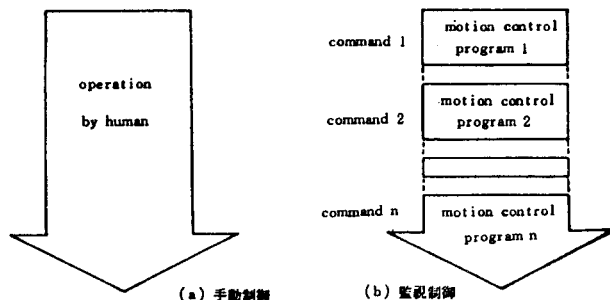 operation
by human
(a) 手動制御
command 1
motion control
program 1
command 2
motion control
program 2
command n
motion control
program n
(b) 監視制御